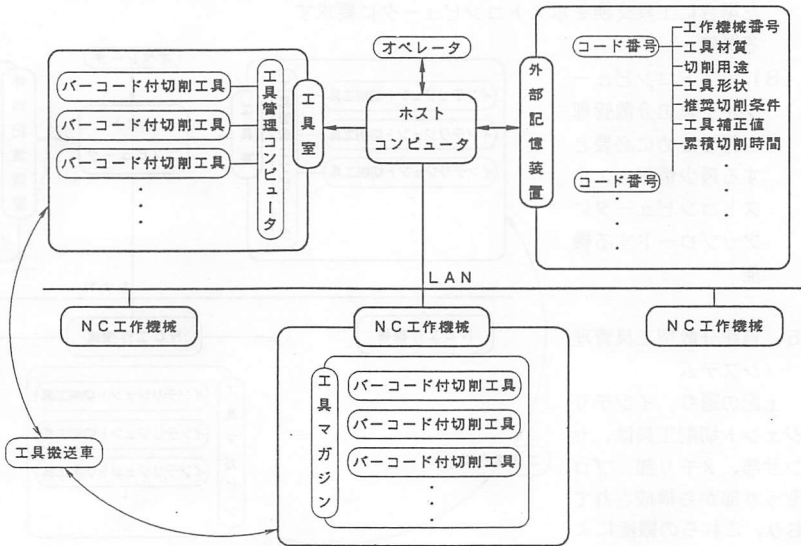 オペレータ
バーコード付切削工具
バーコード付切削工具
バーコード付切削工具
工具管理コンピュータ
工具室
ホスト
コンピュータ
外部記憶装置
コード番号
工作機械番号
工具材質
切削用途
工具形状
推奨切削条件
工具補正値
累積切削時間
コード番号
LAN
NC工作機械
NC工作機械
NC工作機械
工具マガジン
バーコード付切削工具
バーコード付切削工具
バーコード付切削工具
工具搬送車